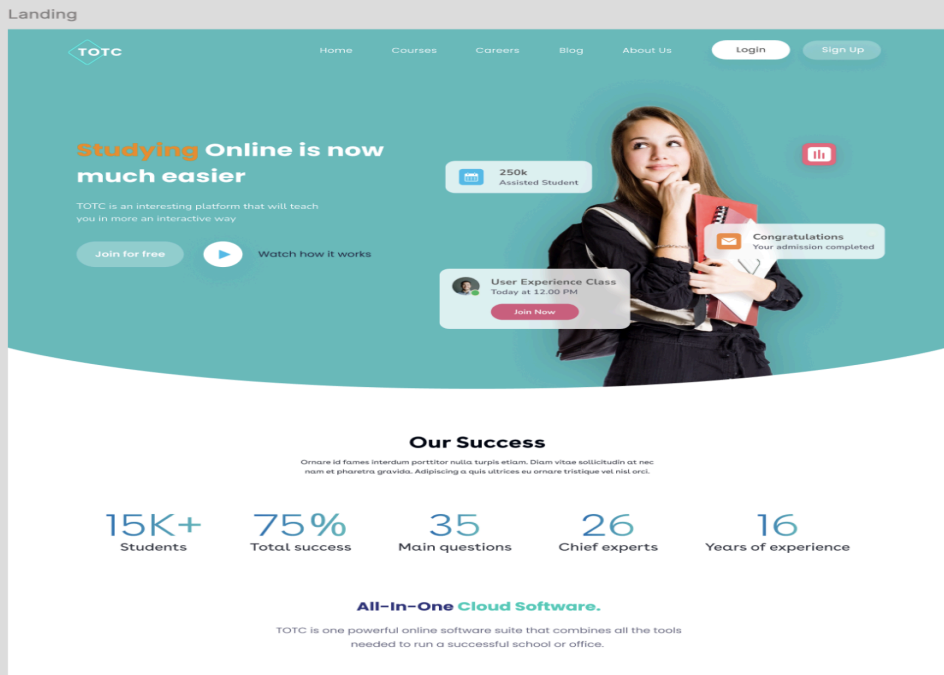 Landing
TOTC
Home
Courses
Careers
Blog
About Us
Login
Sign Up
Studying Online is now
much easier
TOTC is an interesting platform that will teach
you in more an interactive way
Join for free
Watch how it works
250k
Assisted Student
Congratulations
Your admission completed
User Experience Class
Today at 12.00 PM
Join Now
Our Success
Ornare id fames interdum porttitor nulla turpis etiam. Diam vitae sollicitudin at nec
nam et pharetra gravida. Adipiscing a quis ultrices eu ornare tristique vel nisl orci.
15K+
Students
75%
Total success
35
Main questions
26
Chief experts
16
Years of experience
All-In-One Cloud Software.
TOTC is one powerful online software suite that combines all the tools
needed to run a successful school or office.